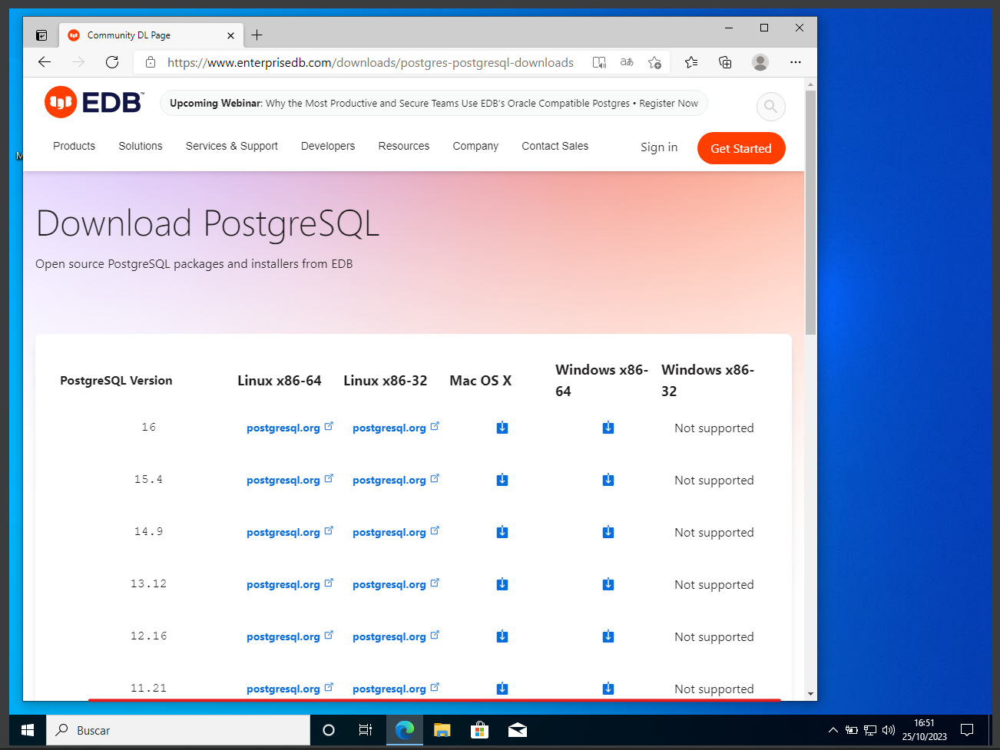 Community DL Page
https://www.enterprisedb.com/downloads/postgres-postgresql-downloads
EDB™
Upcoming Webinar: Why the Most Productive and Secure Teams Use EDB's Oracle Compatible Postgres • Register Now
Products Solutions Services & Support Developers Resources Company Contact Sales Sign in Get Started
M
Download PostgreSQL
Open source PostgreSQL packages and installers from EDB
PostgreSQL Version Linux x86-64 Linux x86-32 Mac OS X Windows x86-64 Windows x86-32
16 postgresql.org postgresql.org Not supported
15.4 postgresql.org postgresql.org Not supported
14.9 postgresql.org postgresql.org Not supported
13.12 postgresql.org postgresql.org Not supported
12.16 postgresql.org postgresql.org Not supported
11.21 postgresql.org postgresql.org Not supported
Buscar
16:51
25/10/2023